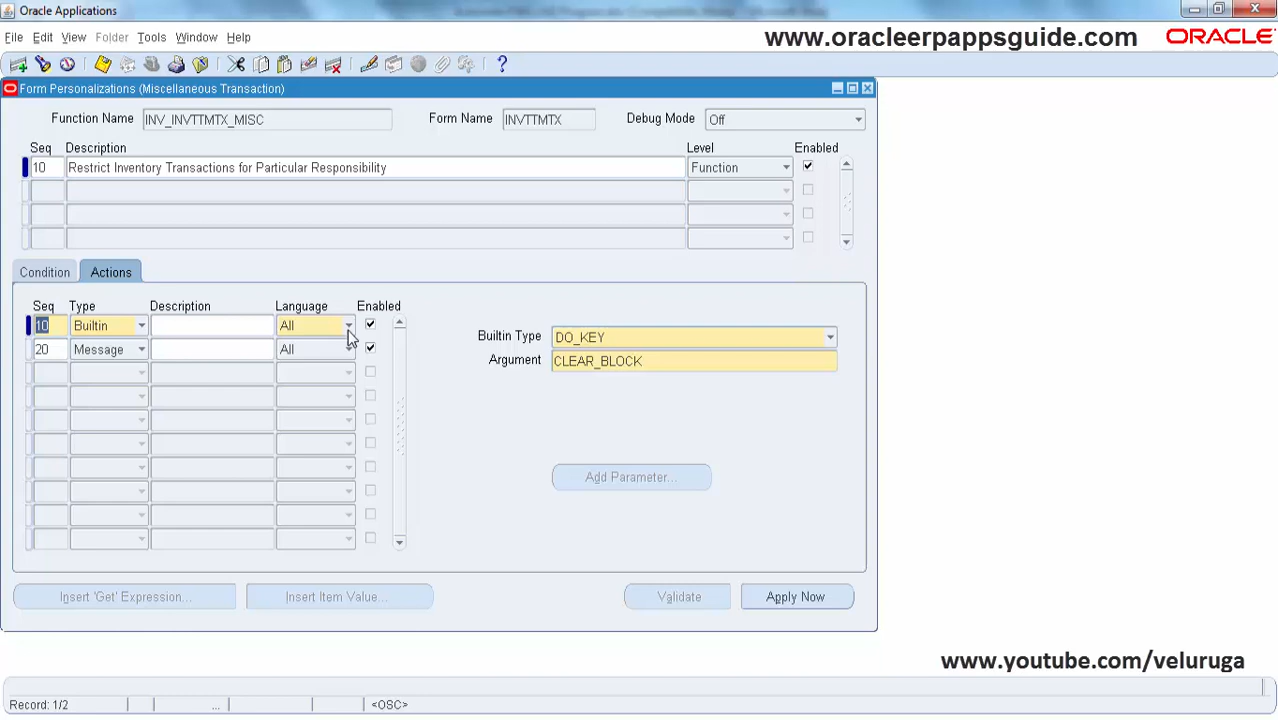 Oracle Applications
File Edit View Folder Tools Window Help
www.oracleerpappsguide.com
ORACLE
Form Personalizations (Miscellaneous Transaction)
Function Name INV_INVTTMTX_MISC Form Name INVTTMTX Debug Mode Off
Seq Description Level Enabled
10 Restrict Inventory Transactions for Particular Responsibility Function
Condition Actions
Seq Type Description Language Enabled
10 Builtin All
20 Message All
Builtin Type DO_KEY
Argument CLEAR_BLOCK
Add Parameter...
Insert 'Get' Expression... Insert Item Value... Validate Apply Now
www.youtube.com/veluruga
Record: 1/2 ... <OSC>